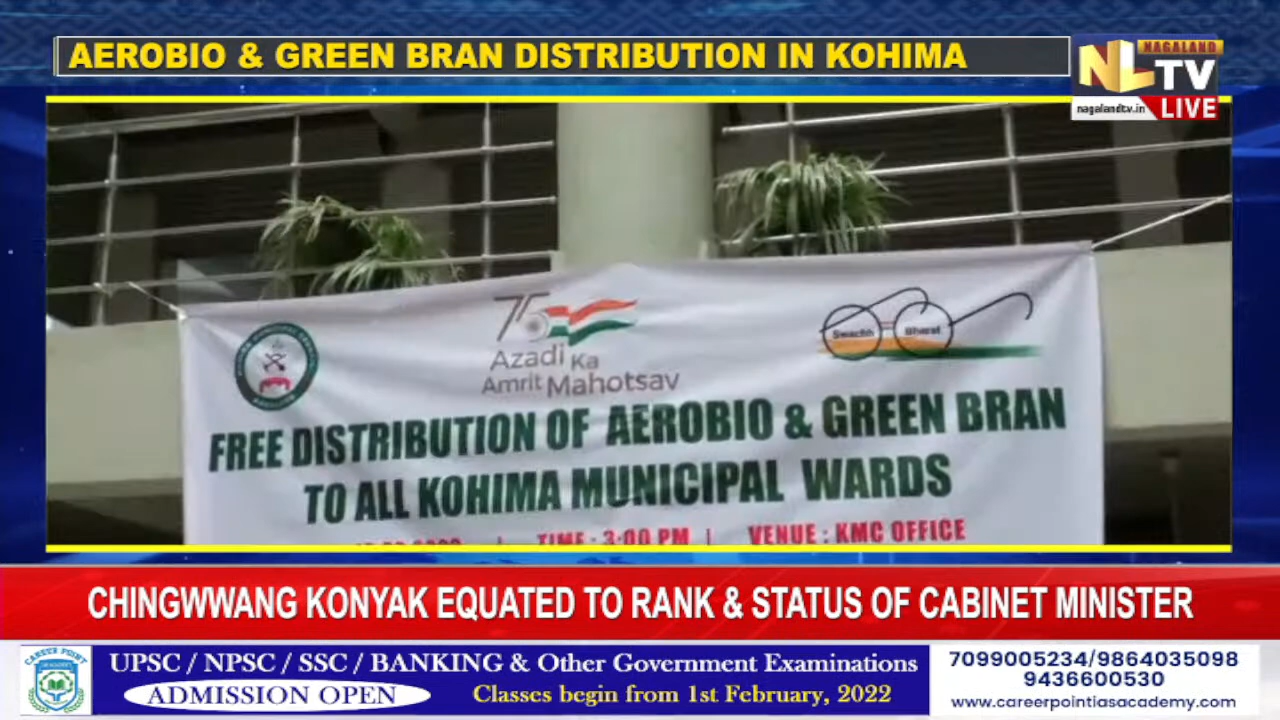 AEROBIO & GREEN BRAN DISTRIBUTION IN KOHIMA
NAGALAND
NLTV
nagalandtv.in LIVE
75
Azadi Ka
Amrit Mahotsav
Swachh Bharat
FREE DISTRIBUTION OF AEROBIO & GREEN BRAN
TO ALL KOHIMA MUNICIPAL WARDS
TIME : 3:00 PM | VENUE : KMC OFFICE
CHINGWWANG KONYAK EQUATED TO RANK & STATUS OF CABINET MINISTER
CAREER POINT
UPSC / NPSC / SSC / BANKING & Other Government Examinations
ADMISSION OPEN
Classes begin from 1st February, 2022
7099005234/9864035098
9436600530
www.careerpointiasacademy.com